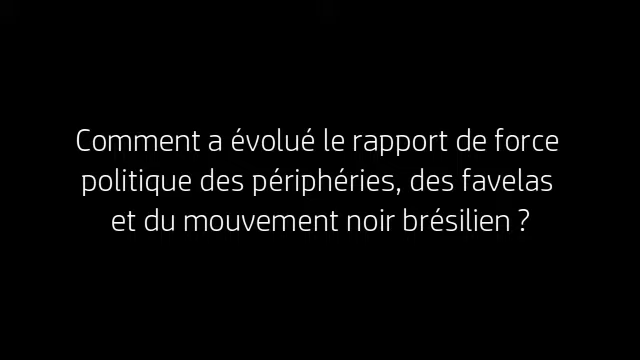 Comment a évolué le rapport de force
politique des périphéries, des favelas
et du mouvement noir brésilien ?